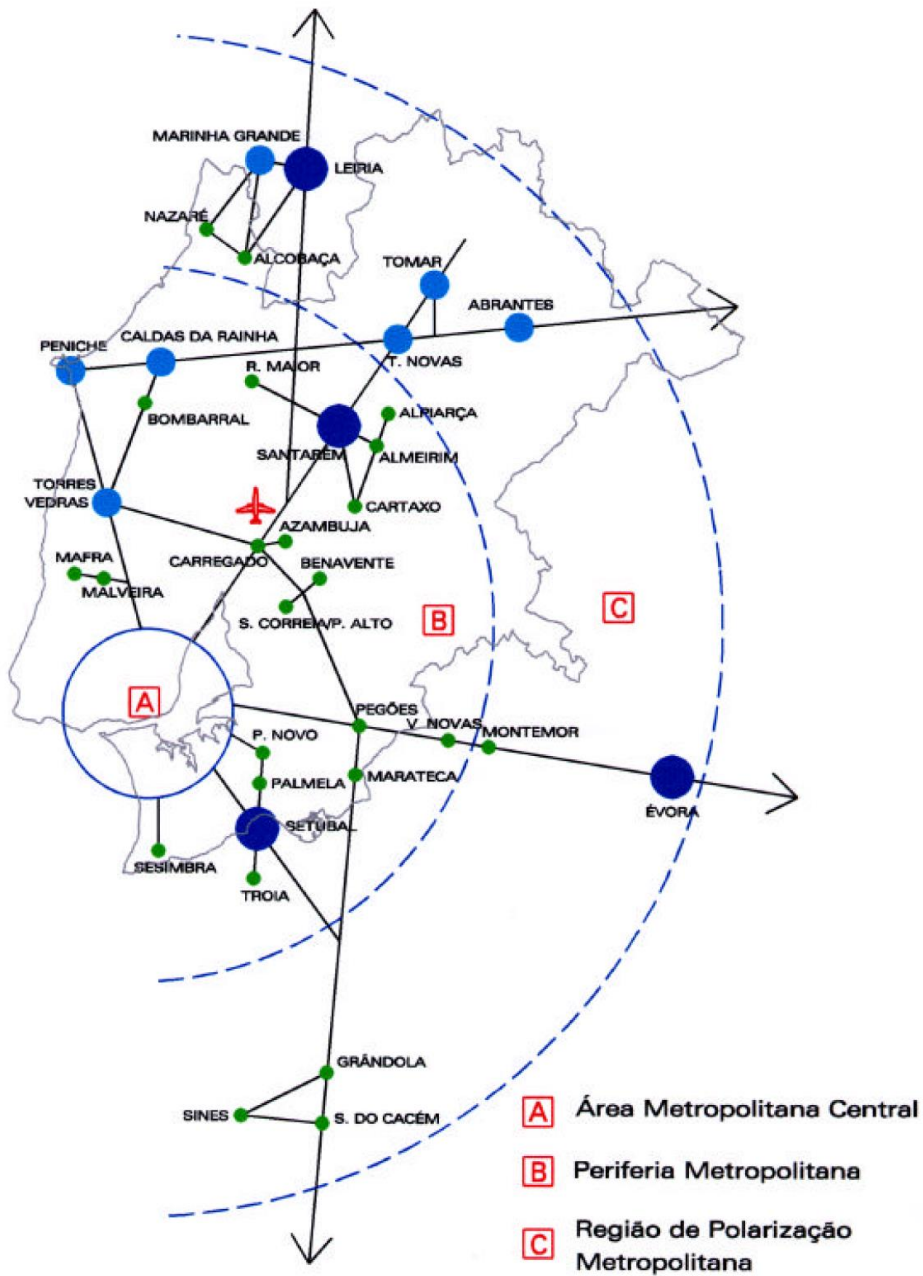 MARINHA GRANDE
LEIRIA
NAZARÉ
ALCOBAÇA
TOMAR
ABRANTES
PENICHE
CALDAS DA RAINHA
T. NOVAS
R. MAIOR
BOMBARRAL
ALPIARÇA
SANTARÉM
ALMEIRIM
TORRES
VEDRAS
CARTAXO
AZAMBUJA
CARREGADO
MAFRA
BENAVENTE
MALVEIRA
S. CORREIA/P. ALTO
B
C
A
PEGÕES
V. NOVAS
MONTEMOR
P. NOVO
MARATECA
PALMELA
ÉVORA
SETÚBAL
SESIMBRA
TROIA
GRÂNDOLA
SINES
S. DO CACÉM
A Área Metropolitana Central
B Periferia Metropolitana
C Região de Polarização
Metropolitana